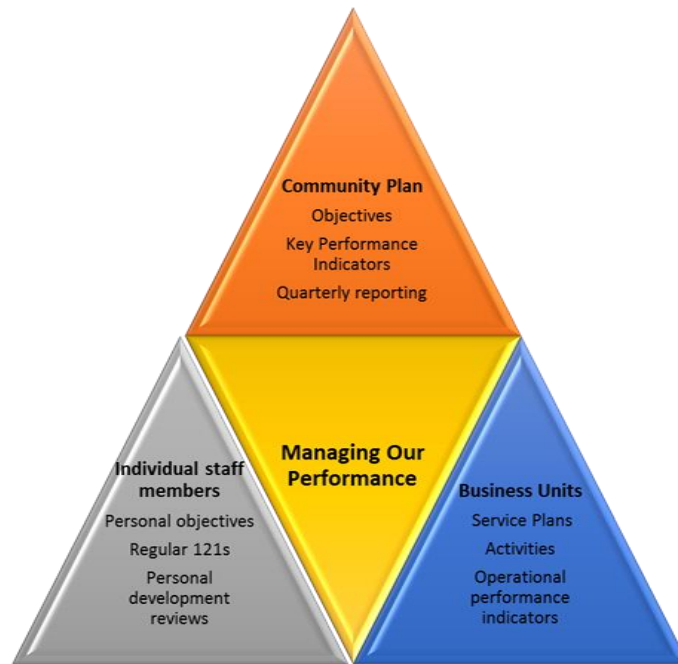 Community Plan
Objectives
Key Performance
Indicators
Quarterly reporting
Managing Our
Performance
Individual staff
members
Personal objectives
Regular 121s
Personal
development
reviews
Business Units
Service Plans
Activities
Operational
performance
indicators